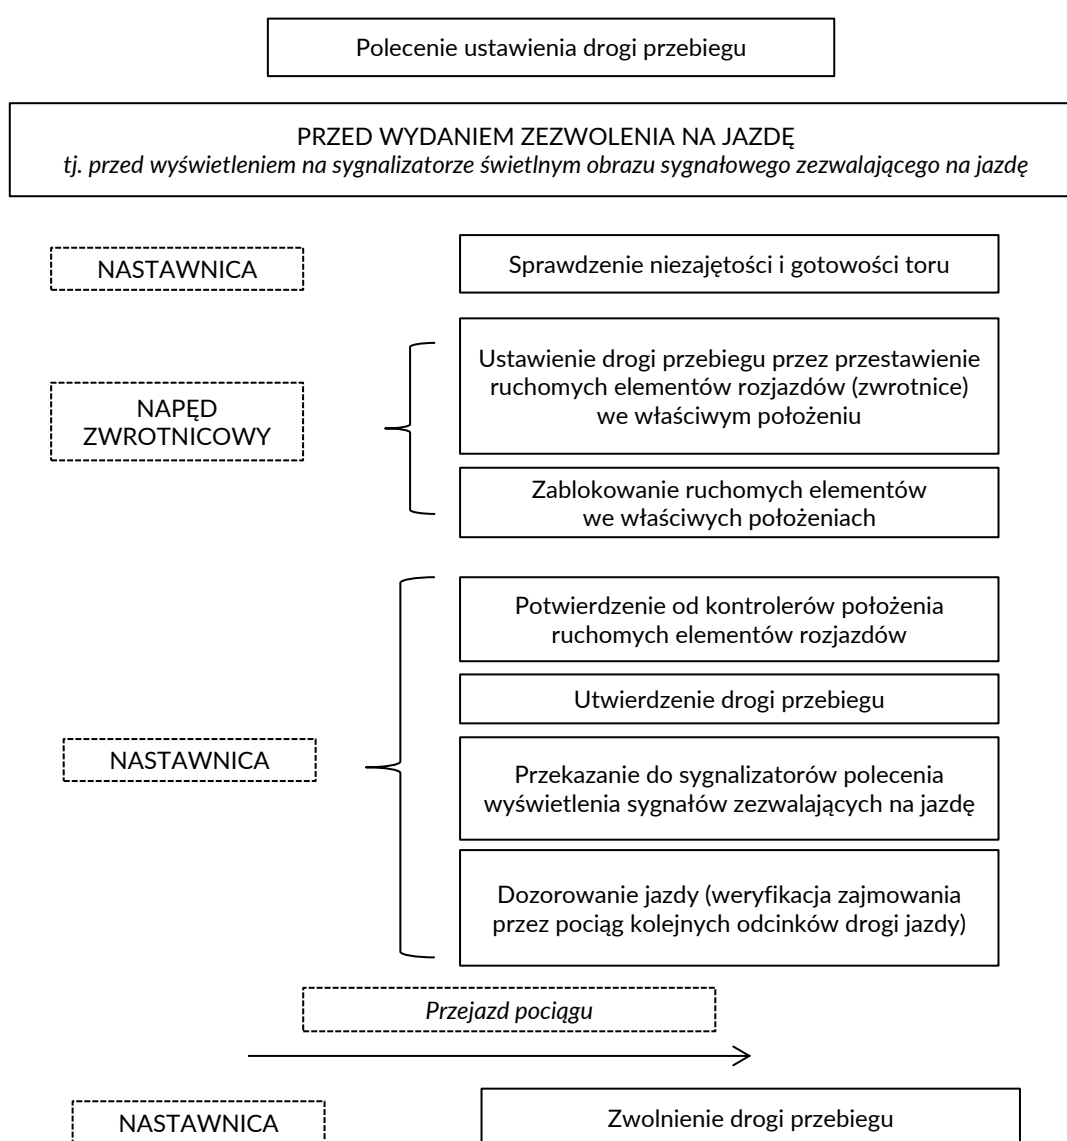 Polecenie ustawienia drogi przebiegu
PRZED WYDANIEM ZEZWOLENIA NA JAZDĘ
tj. przed wyświetleniem na sygnalizatorze świetlnym obrazu sygnałowego zezwalającego na jazdę
NASTAWNICA
Sprawdzenie niezajętości i gotowości toru
NAPĘD
ZWROTNICOWY
Ustawienie drogi przebiegu przez przestawienie
ruchomych elementów rozjazdów (zwrotnice)
we właściwym położeniu
Zablokowanie ruchomych elementów
we właściwych położeniach
NASTAWNICA
Potwierdzenie od kontrolerów położenia
ruchomych elementów rozjazdów
Utwierdzenie drogi przebiegu
Przekazanie do sygnalizatorów polecenia
wyświetlenia sygnałów zezwalających na jazdę
Dozorowanie jazdy (weryfikacja zajmowania
przez pociąg kolejnych odcinków drogi jazdy)
Przejazd pociągu
NASTAWNICA
Zwolnienie drogi przebiegu